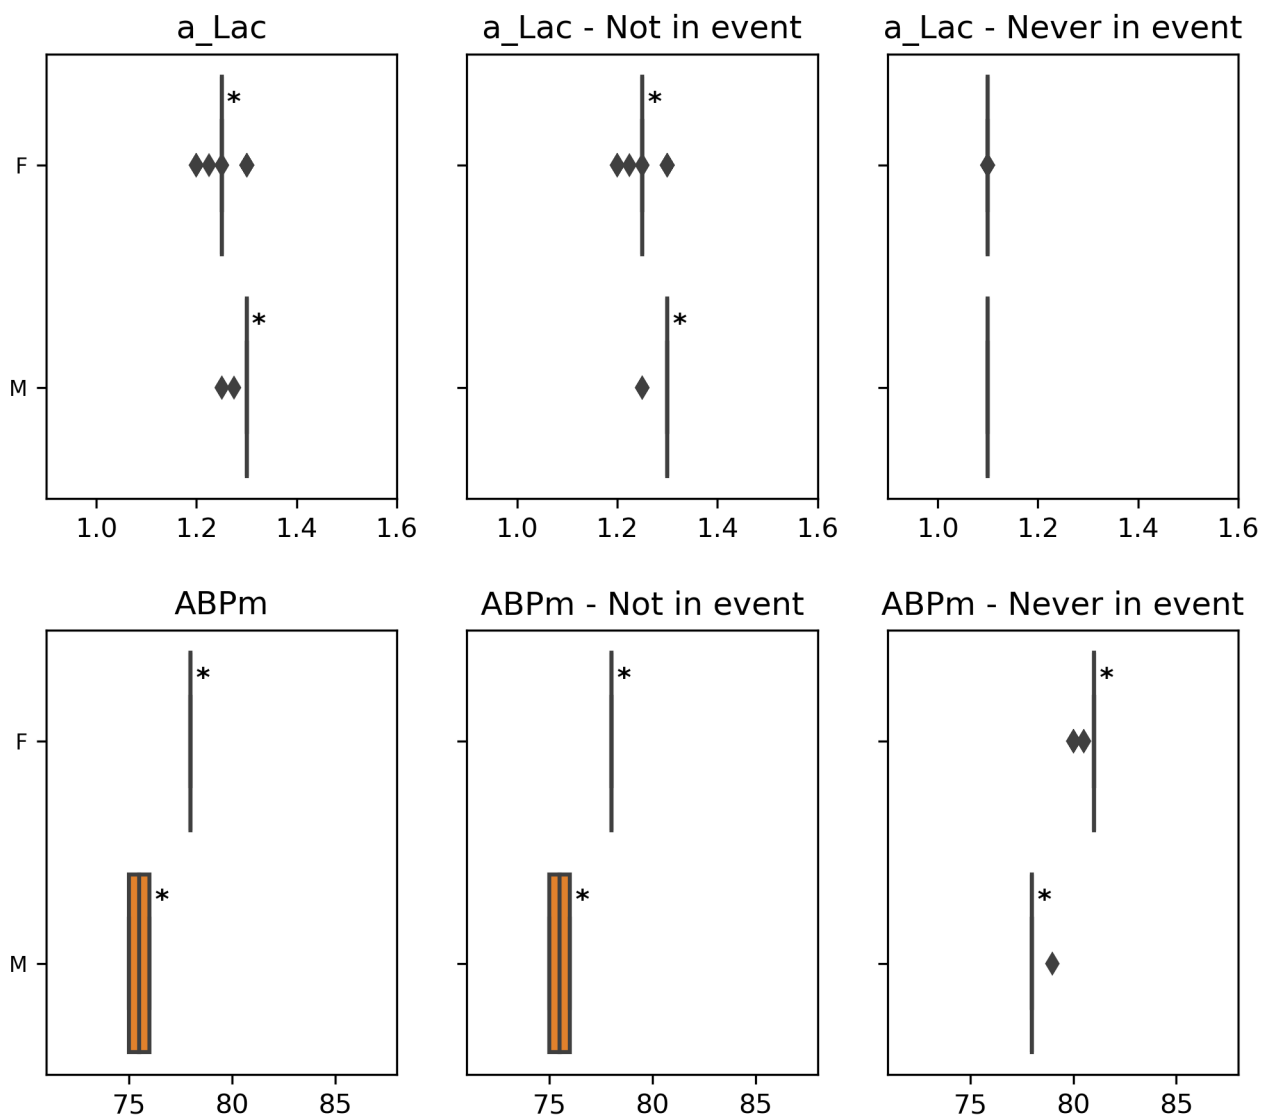 a_Lac
a_Lac - Not in event
a_Lac - Never in event
*
*
F
*
*
M
1.0 1.2 1.4 1.6
1.0 1.2 1.4 1.6
1.0 1.2 1.4 1.6
ABPm
ABPm - Not in event
ABPm - Never in event
*
*
*
F
*
*
*
M
75 80 85
75 80 85
75 80 85